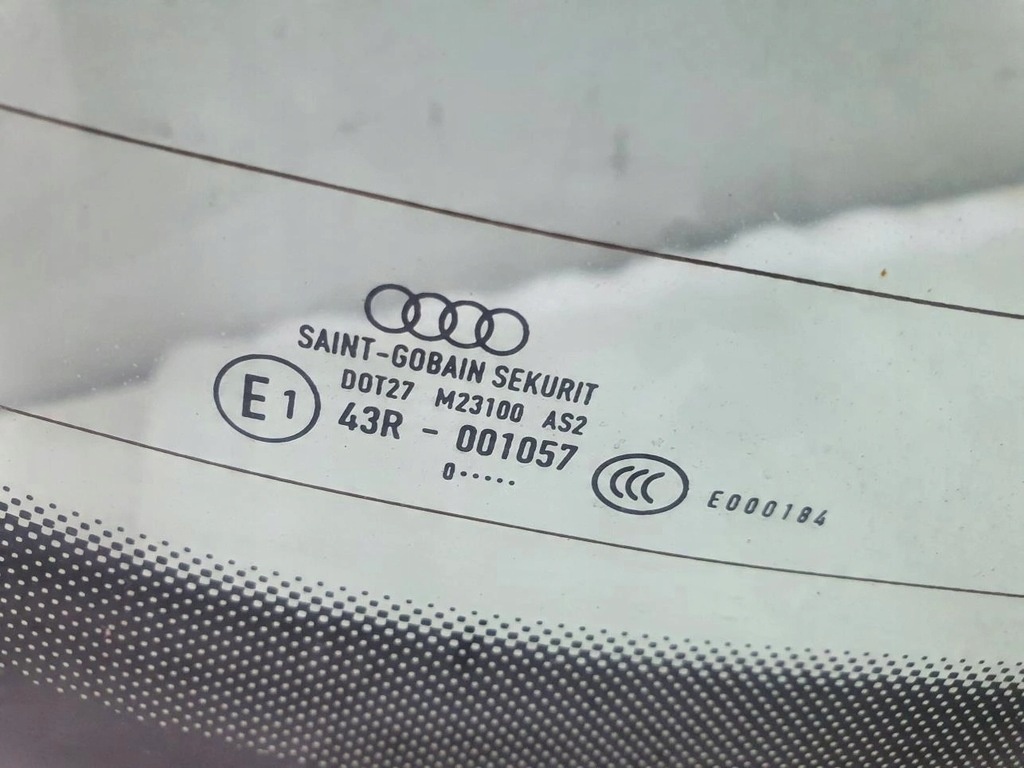 SAINT-GOBAIN SEKURIT
DOT27 M23100 AS2
E1
43R - 001057
0·····
CCC
E000184